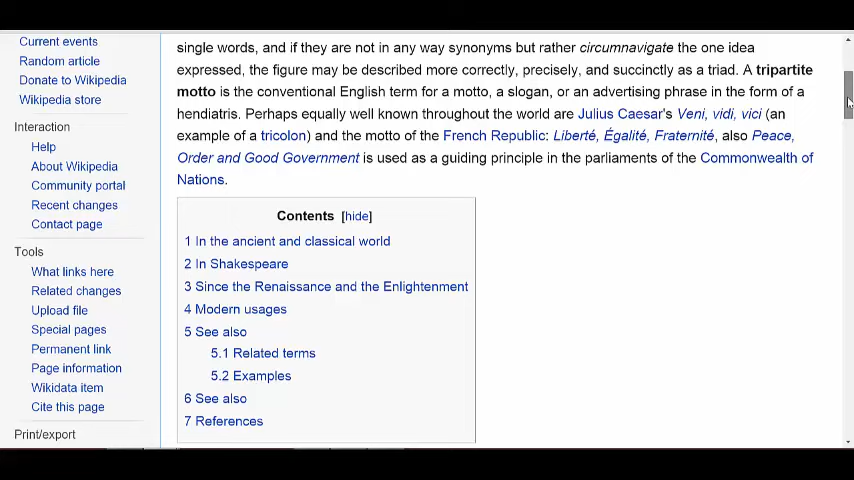 Current events
Random article
Donate to Wikipedia
Wikipedia store
Interaction
Help
About Wikipedia
Community portal
Recent changes
Contact page
Tools
What links here
Related changes
Upload file
Special pages
Permanent link
Page information
Wikidata item
Cite this page
Print/export
single words, and if they are not in any way synonyms but rather circumnavigate the one idea
expressed, the figure may be described more correctly, precisely, and succinctly as a triad. A tripartite
motto is the conventional English term for a motto, a slogan, or an advertising phrase in the form of a
hendiatris. Perhaps equally well known throughout the world are Julius Caesar's Veni, vidi, vici (an
example of a tricolon) and the motto of the French Republic: Liberté, Égalité, Fraternité, also Peace,
Order and Good Government is used as a guiding principle in the parliaments of the Commonwealth of
Nations.
Contents [hide]
1 In the ancient and classical world
2 In Shakespeare
3 Since the Renaissance and the Enlightenment
4 Modern usages
5 See also
5.1 Related terms
5.2 Examples
6 See also
7 References